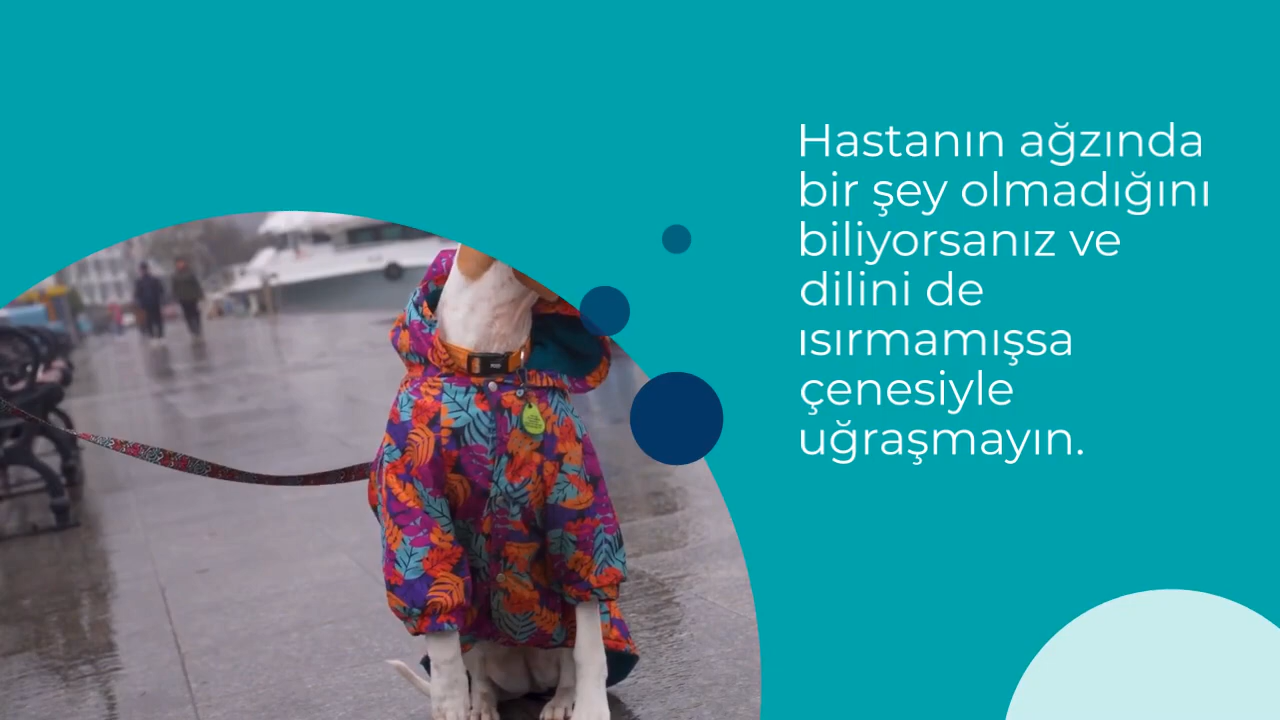 Hastanın ağzında
bir şey olmadığını
biliyorsanız ve
dilini de
ısırmamışsa
çenesiyle
uğraşmayın.